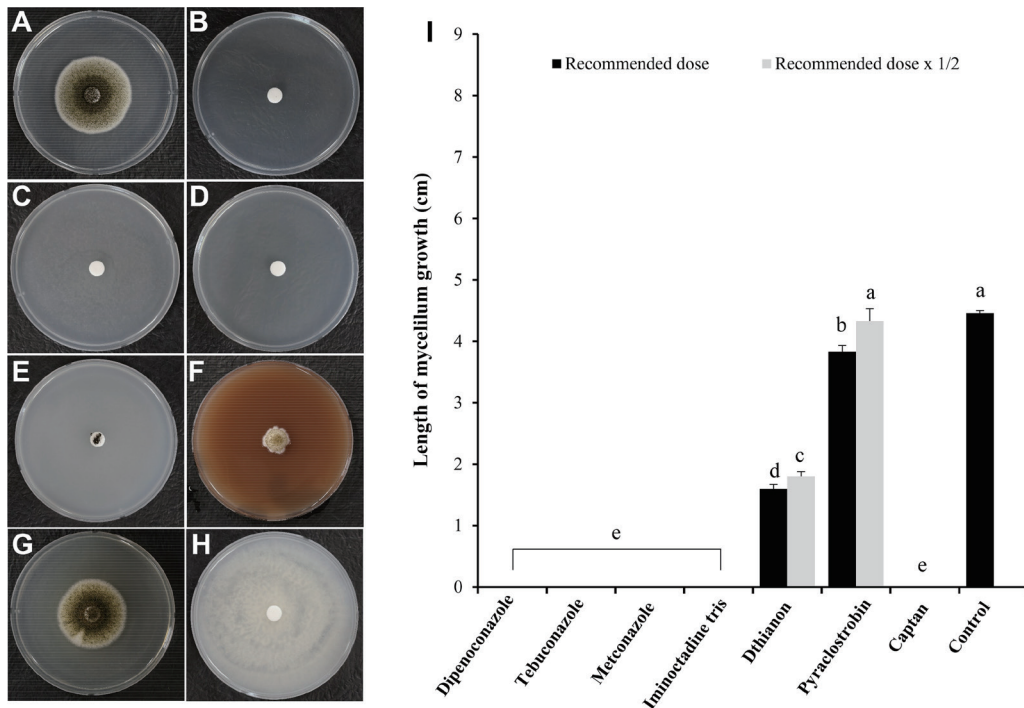 A
B
C
D
E
F
G
H
I
Recommended dose
Recommended dose x 1/2
Length of mycelilum growth (cm)
9
8
7
6
5
4
3
2
1
0
e
d
c
b
a
e
a
Dipenoconazole
Tebuconazole
Metconazole
Iminoctadine tris
Dthianon
Pyraclostrobin
Captan
Control